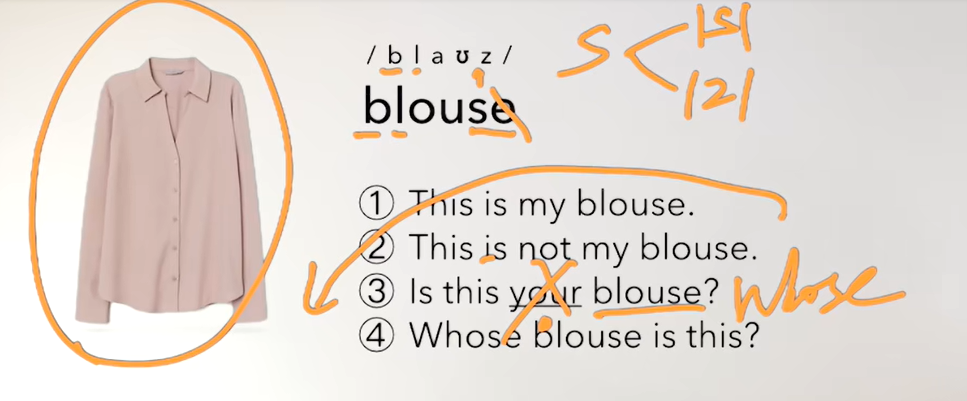 /blaʊz/
S |s|
|z|
blouse
① This is my blouse.
② This is not my blouse.
③ Is this your blouse? Whose
④ Whose blouse is this?